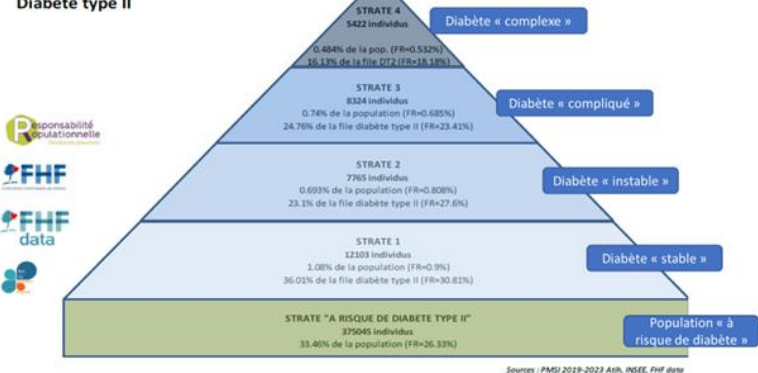 Diabète type II
STRATE 4
5422 individus
0.484% de la pop. (FR=0.532%)
16.13% de la file DT2 (FR=18.18%)
Diabète « complexe »
STRATE 3
8324 individus
0.74% de la population (FR=0.685%)
24.76% de la file diabète type II (FR=23.41%)
Diabète « compliqué »
STRATE 2
7765 individus
0.693% de la population (FR=0.808%)
23.1% de la file diabète type II (FR=27.6%)
Diabète « instable »
STRATE 1
12103 individus
1.08% de la population (FR=0.9%)
36.01% de la file diabète type II (FR=30.81%)
Diabète « stable »
STRATE "A RISQUE DE DIABETE TYPE II"
375045 individus
33.46% de la population (FR=26.33%)
Population « à
risque de diabète »
Responsabilité
Populationnelle
FHF
FHF
data
Sources : PMSI 2019-2023 Atih, INSEE, FHF data